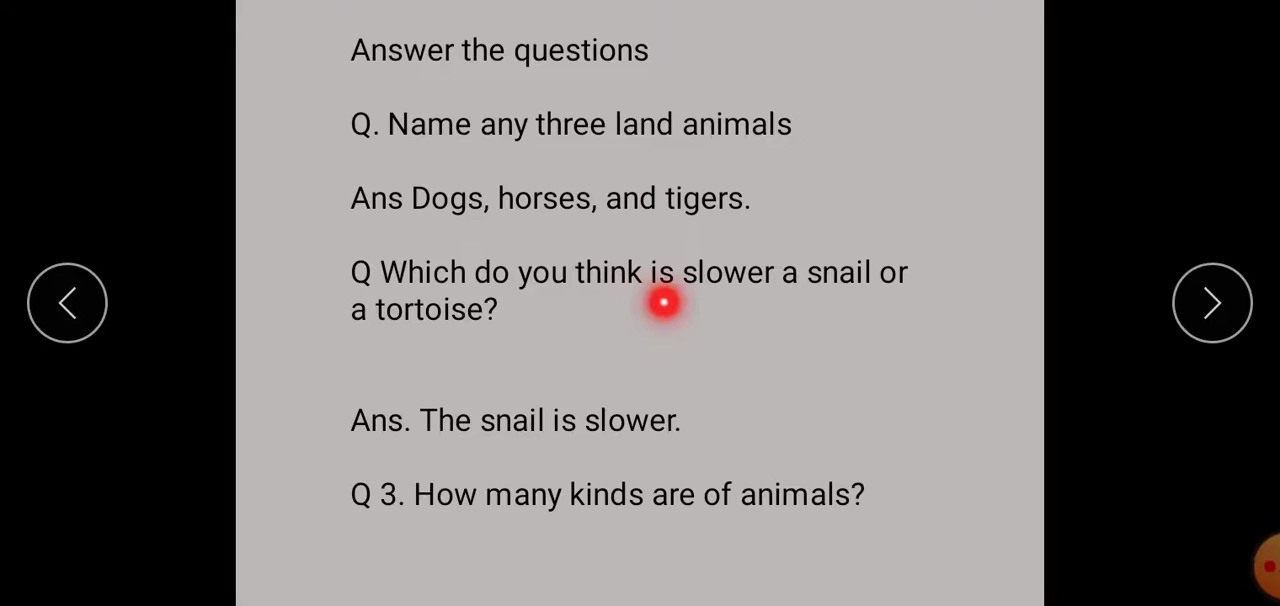 Answer the questions
Q. Name any three land animals
Ans Dogs, horses, and tigers.
Q Which do you think is slower a snail or
a tortoise?
Ans. The snail is slower.
Q 3. How many kinds are of animals?